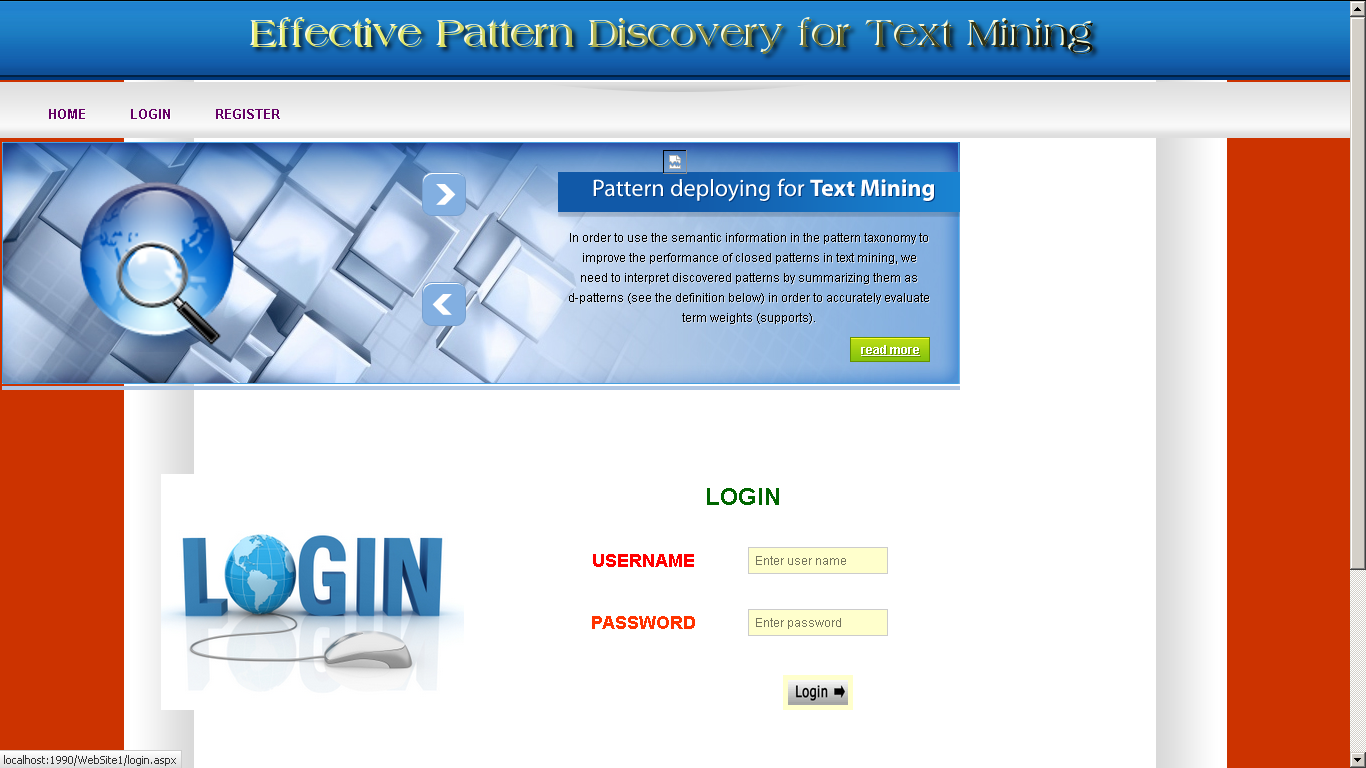 Effective Pattern Discovery for Text Mining
HOME LOGIN REGISTER
Pattern deploying for Text Mining
In order to use the semantic information in the pattern taxonomy to
improve the performance of closed patterns in text mining, we
need to interpret discovered patterns by summarizing them as
d-patterns (see the definition below) in order to accurately evaluate
term weights (supports).
read more
LOGIN
LOGIN
USERNAME Enter user name
PASSWORD Enter password
Login
localhost:1990/WebSite1/login.aspx